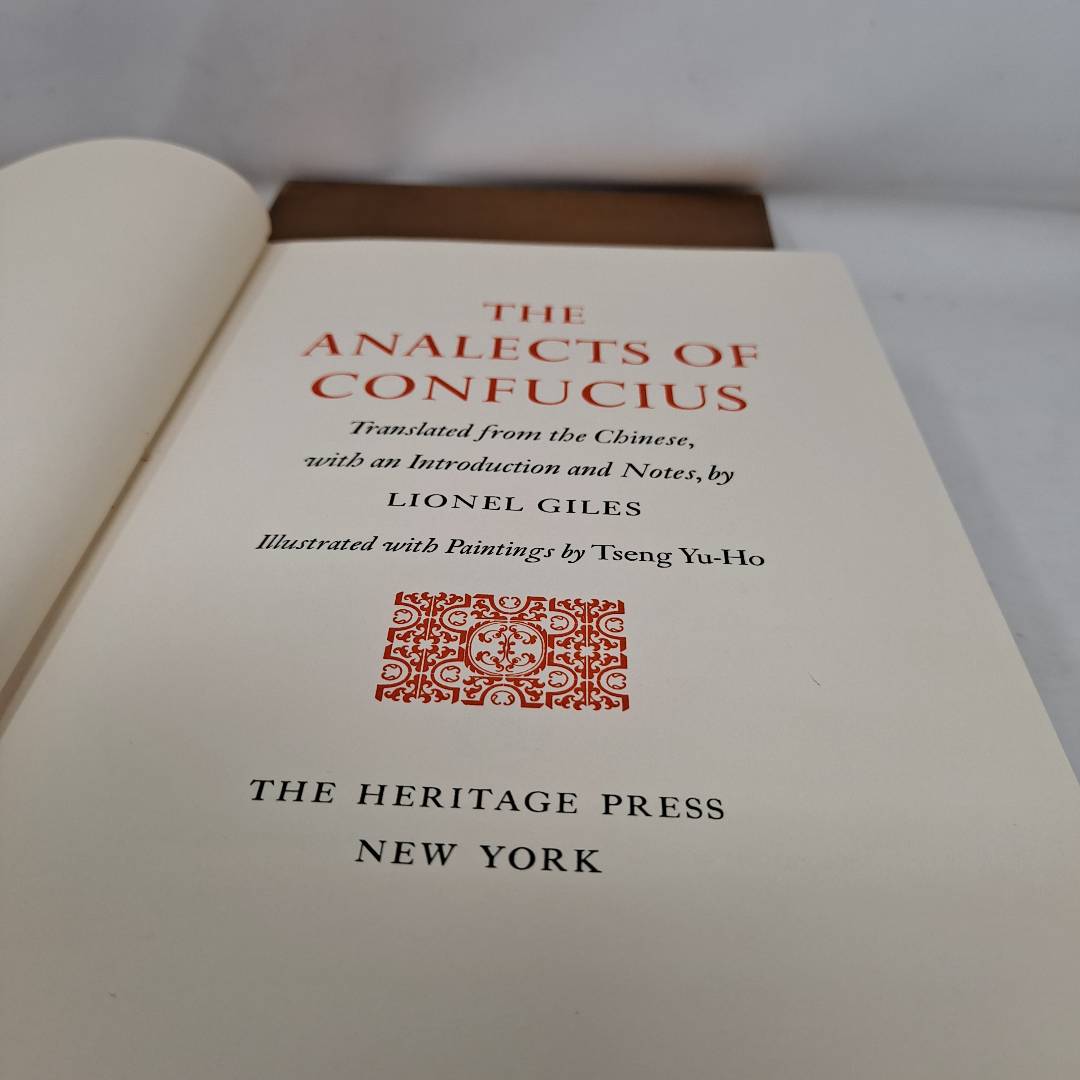 THE
ANALECTS OF
CONFUCIUS
Translated from the Chinese,
with an Introduction and Notes, by
LIONEL GILES
Illustrated with Paintings by Tseng Yu-Ho
THE HERITAGE PRESS
NEW YORK